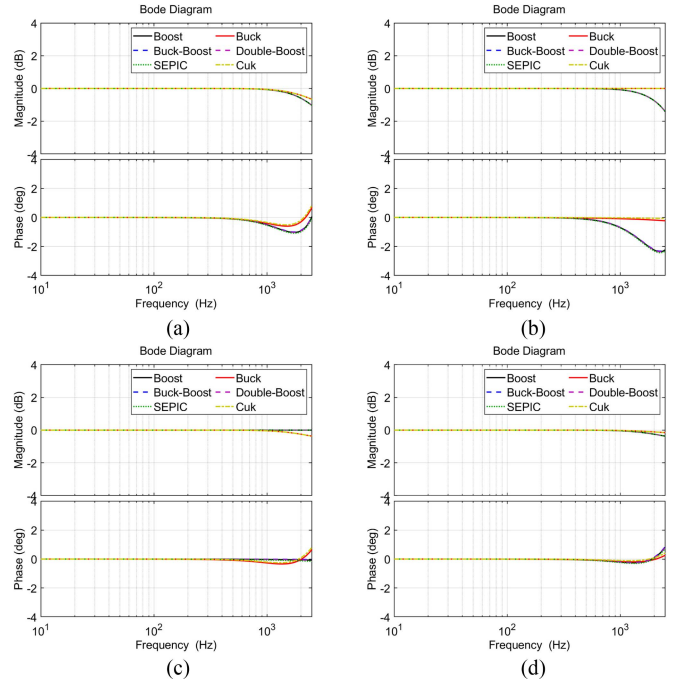 Bode Diagram
Boost Buck
Buck-Boost Double-Boost
SEPIC Cuk
Magnitude (dB)
4
2
0
-2
-4
Phase (deg)
4
2
0
-2
-4
10^1 10^2 10^3
Frequency (Hz)
(a)
Bode Diagram
Boost Buck
Buck-Boost Double-Boost
SEPIC Cuk
Magnitude (dB)
4
2
0
-2
-4
Phase (deg)
4
2
0
-2
-4
10^1 10^2 10^3
Frequency (Hz)
(b)
Bode Diagram
Boost Buck
Buck-Boost Double-Boost
SEPIC Cuk
Magnitude (dB)
4
2
0
-2
-4
Phase (deg)
4
2
0
-2
-4
10^1 10^2 10^3
Frequency (Hz)
(c)
Bode Diagram
Boost Buck
Buck-Boost Double-Boost
SEPIC Cuk
Magnitude (dB)
4
2
0
-2
-4
Phase (deg)
4
2
0
-2
-4
10^1 10^2 10^3
Frequency (Hz)
(d)